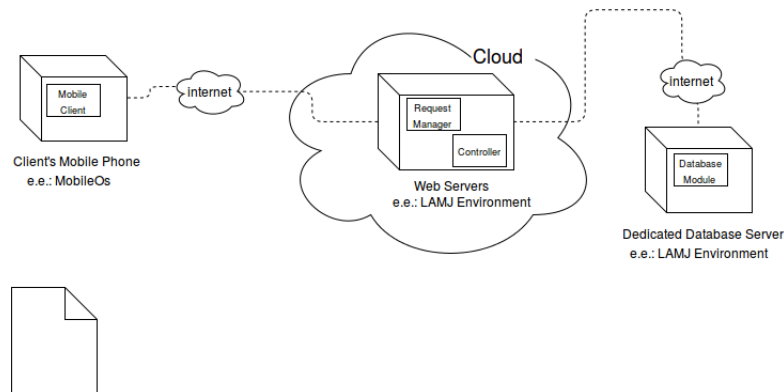 Cloud
Mobile
Client
internet
Request
Manager
Controller
internet
Database
Module
Client's Mobile Phone
e.e.: MobileOs
Web Servers
e.e.: LAMJ Environment
Dedicated Database Server
e.e.: LAMJ Environment